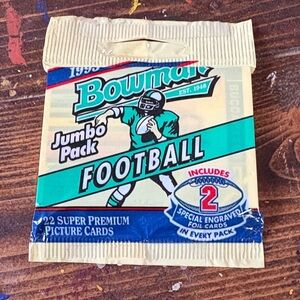 1993
Bowman
EST. 1948
Jumbo
Pack
FOOTBALL
INCLUDES
2
SPECIAL ENGRAVED
FOIL CARDS
IN EVERY PACK
22 SUPER PREMIUM
PICTURE CARDS